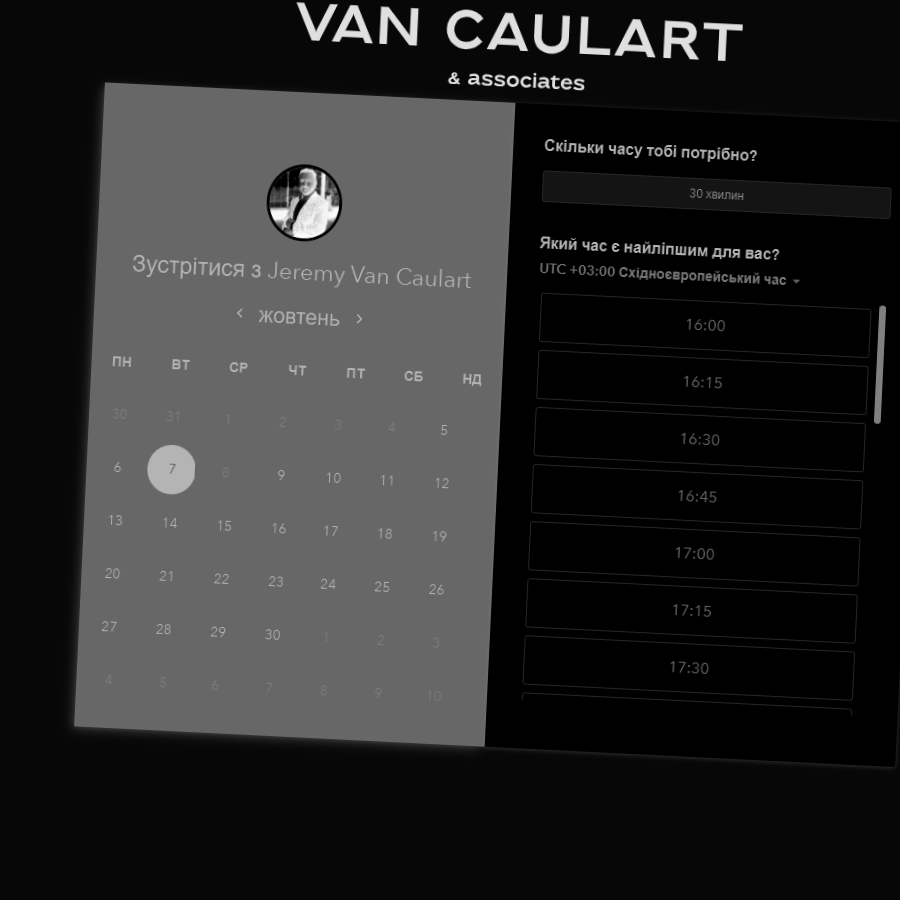 VAN CAULART
& associates
Зустрітися з Jeremy Van Caulart
жовтень
ПН ВТ СР ЧТ ПТ СБ НД
30 31 1 2 3 4 5
6 7 8 9 10 11 12
13 14 15 16 17 18 19
20 21 22 23 24 25 26
27 28 29 30 1 2 3
4 5 6 7 8 9 10
Скільки часу тобі потрібно?
30 хвилин
Який час є найліпшим для вас?
UTC +03:00 Східноєвропейський час
16:00
16:15
16:30
16:45
17:00
17:15
17:30